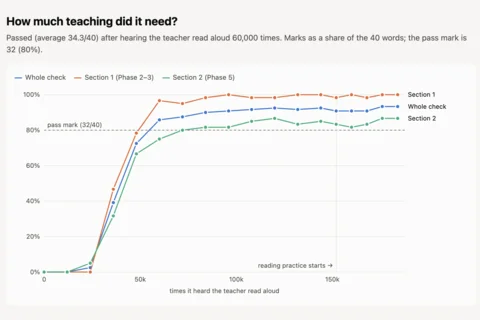 How much teaching did it need?
Passed (average 34.3/40) after hearing the teacher read aloud 60,000 times. Marks as a share of the 40 words; the pass mark is
32 (80%).
Whole check Section 1 (Phase 2–3) Section 2 (Phase 5)
100%
Section 1
Whole check
Section 2
pass mark (32/40)
80%
60%
40%
20%
reading practice starts →
0%
0 50k 100k 150k
times it heard the teacher read aloud